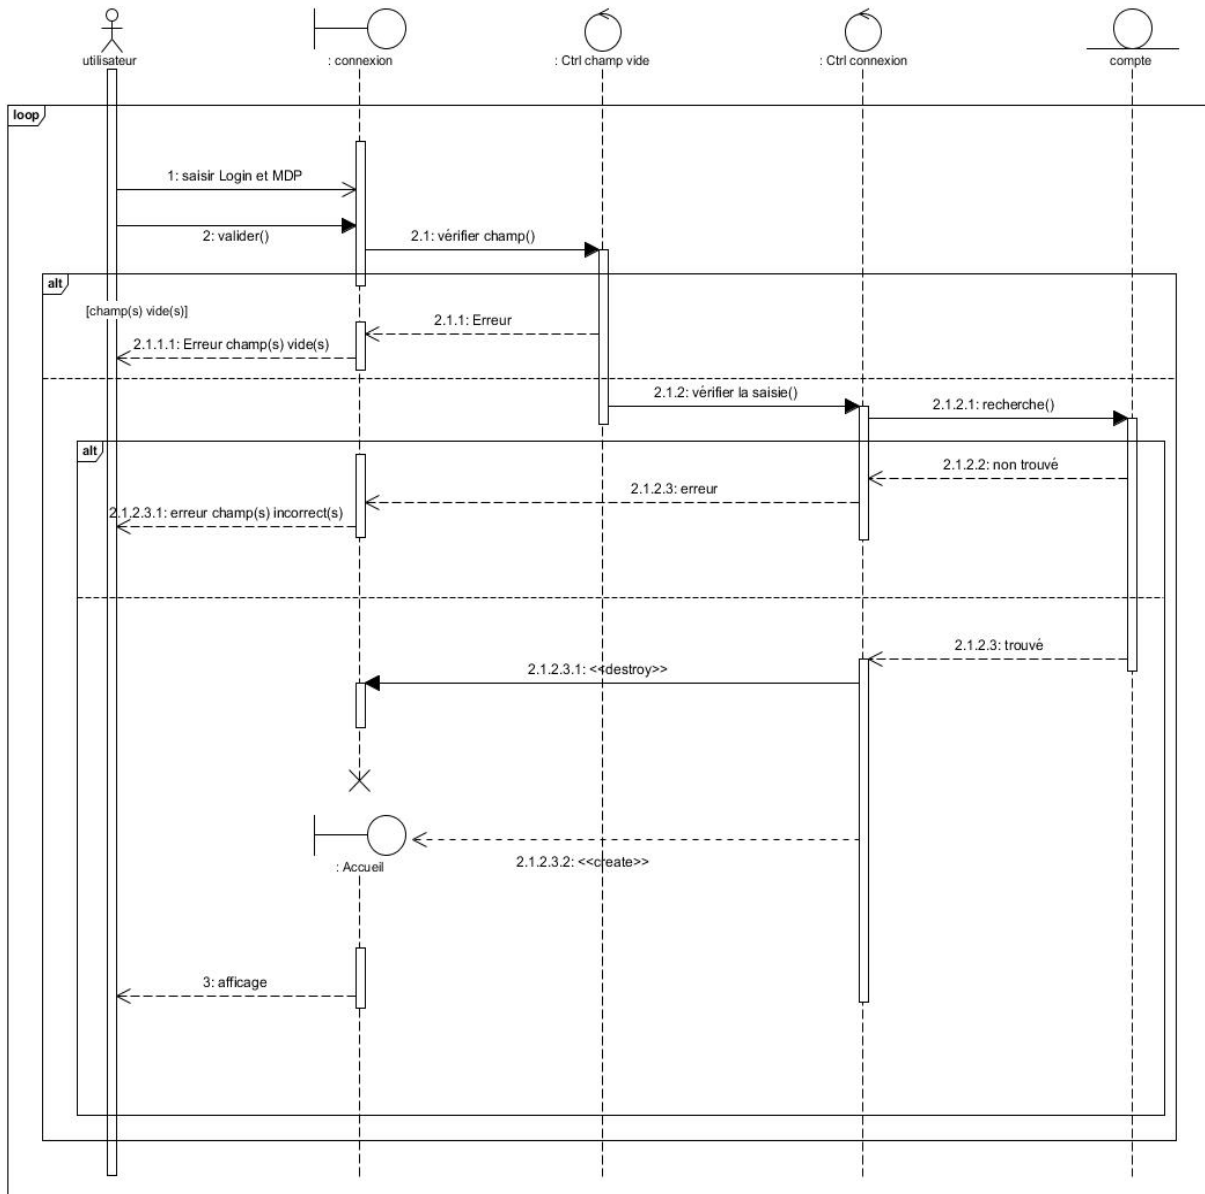 utilisateur
: connexion
: Ctrl champ vide
: Ctrl connexion
compte
loop
1: saisir Login et MDP
2: valider()
2.1: vérifier champ()
alt
[champ(s) vide(s)]
2.1.1: Erreur
2.1.1.1: Erreur champ(s) vide(s)
2.1.2: vérifier la saisie()
2.1.2.1: recherche()
alt
2.1.2.2: non trouvé
2.1.2.3: erreur
2.1.2.3.1: erreur champ(s) incorrect(s)
2.1.2.3: trouvé
2.1.2.3.1: <<destroy>>
: Accueil
2.1.2.3.2: <<create>>
3: afficage